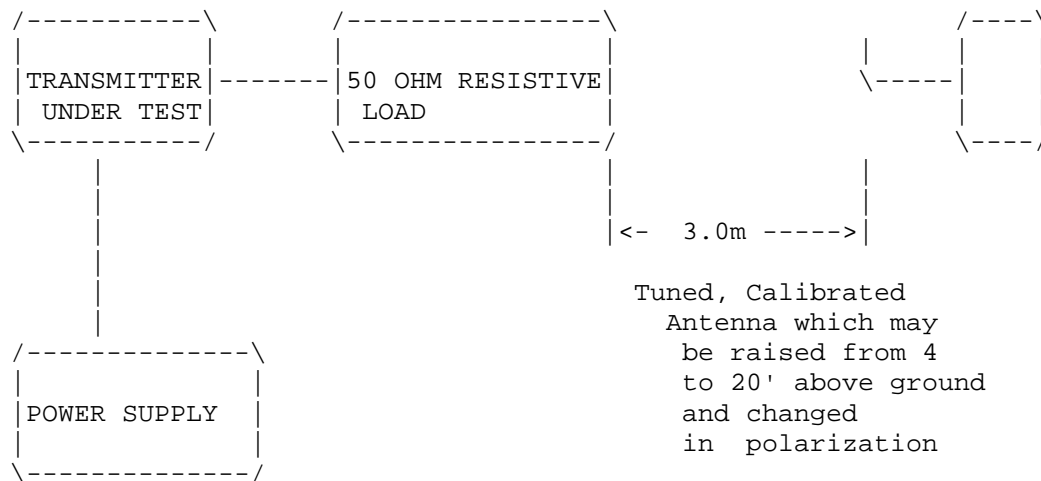 TRANSMITTER
UNDER TEST
50 OHM RESISTIVE
LOAD
<- 3.0m ----->
Tuned, Calibrated
Antenna which may
be raised from 4
to 20' above ground
and changed
in polarization
POWER SUPPLY